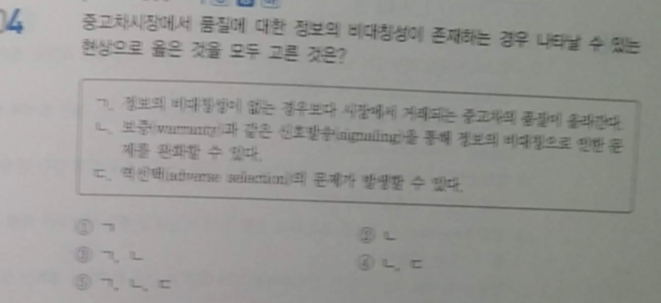 04
중고차시장에서 품질에 대한 정보의 비대칭성이 존재하는 경우 나타날 수 있는
현상으로 옳은 것을 모두 고른 것은?
ㄱ. 정보의 비대칭성이 없는 경우보다 시장에서 거래되는 중고차의 품질이 올라간다.
ㄴ. 보증(warranty)과 같은 신호발송(signaling)을 통해 정보의 비대칭으로 인한 문
제를 완화할 수 있다.
ㄷ. 역선택(adverse selection)의 문제가 발생할 수 있다.
① ㄱ
② ㄴ
③ ㄱ, ㄴ
④ ㄴ, ㄷ
⑤ ㄱ, ㄴ, ㄷ